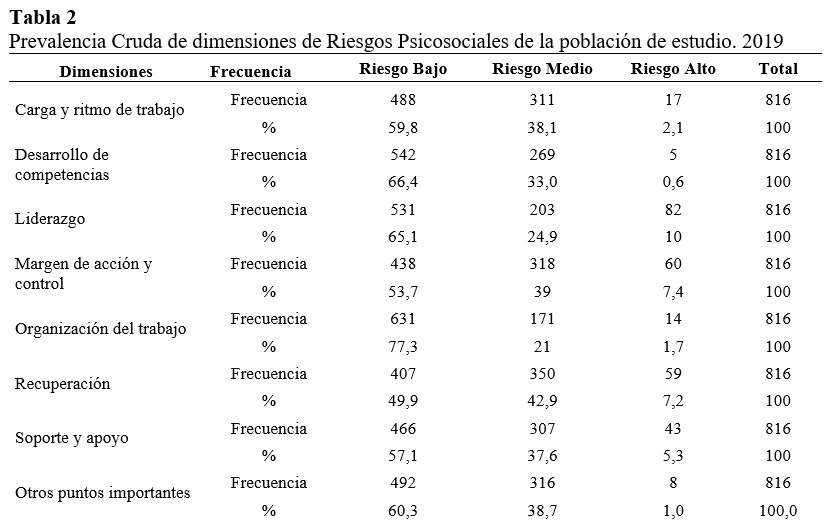 Tabla 2
Prevalencia Cruda de dimensiones de Riesgos Psicosociales de la población de estudio. 2019
Dimensiones Frecuencia Riesgo Bajo Riesgo Medio Riesgo Alto Total
Carga y ritmo de trabajo Frecuencia 488 311 17 816
% 59,8 38,1 2,1 100
Desarrollo de competencias Frecuencia 542 269 5 816
% 66,4 33,0 0,6 100
Liderazgo Frecuencia 531 203 82 816
% 65,1 24,9 10 100
Margen de acción y control Frecuencia 438 318 60 816
% 53,7 39 7,4 100
Organización del trabajo Frecuencia 631 171 14 816
% 77,3 21 1,7 100
Recuperación Frecuencia 407 350 59 816
% 49,9 42,9 7,2 100
Soporte y apoyo Frecuencia 466 307 43 816
% 57,1 37,6 5,3 100
Otros puntos importantes Frecuencia 492 316 8 816
% 60,3 38,7 1,0 100,0